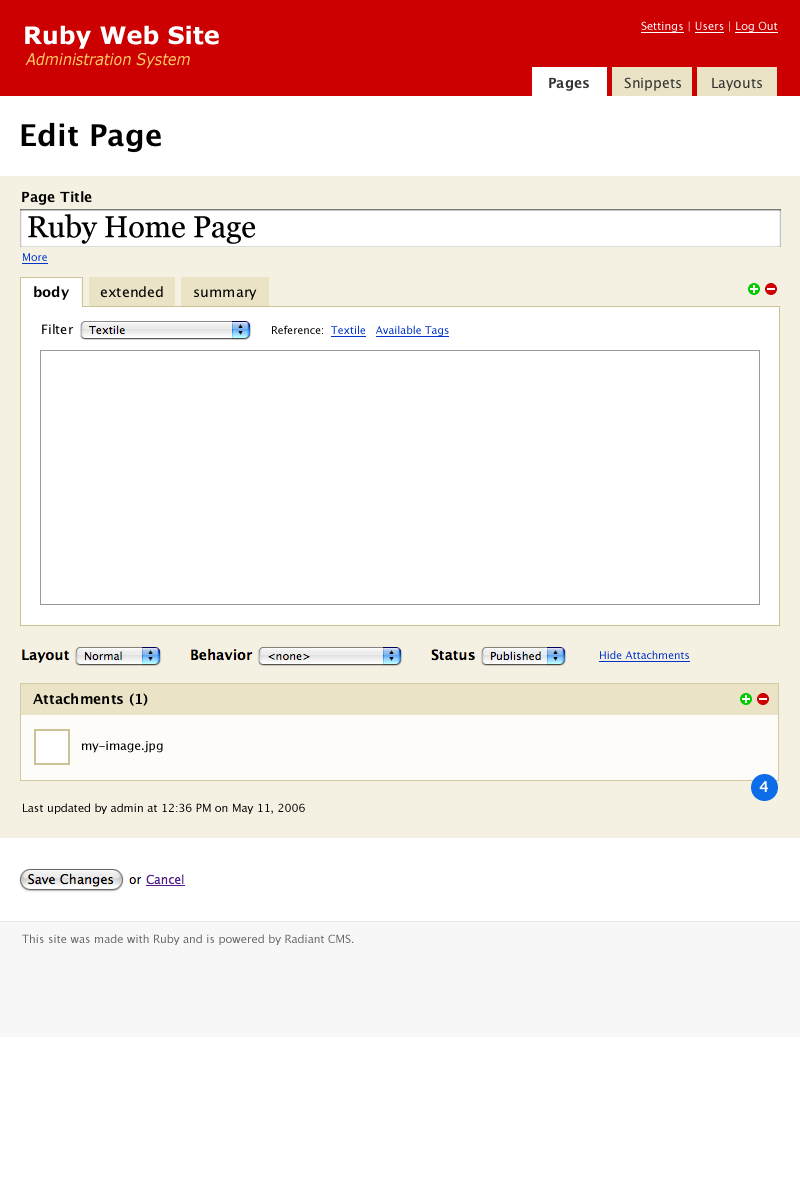 Ruby Web Site
Settings | Users | Log Out
Administration System
Pages Snippets Layouts
Edit Page
Page Title
Ruby Home Page
More
body extended summary
Filter Textile Reference: Textile Available Tags
Layout Normal Behavior <none> Status Published Hide Attachments
Attachments (1)
my-image.jpg
4
Last updated by admin at 12:36 PM on May 11, 2006
Save Changes or Cancel
This site was made with Ruby and is powered by Radiant CMS.